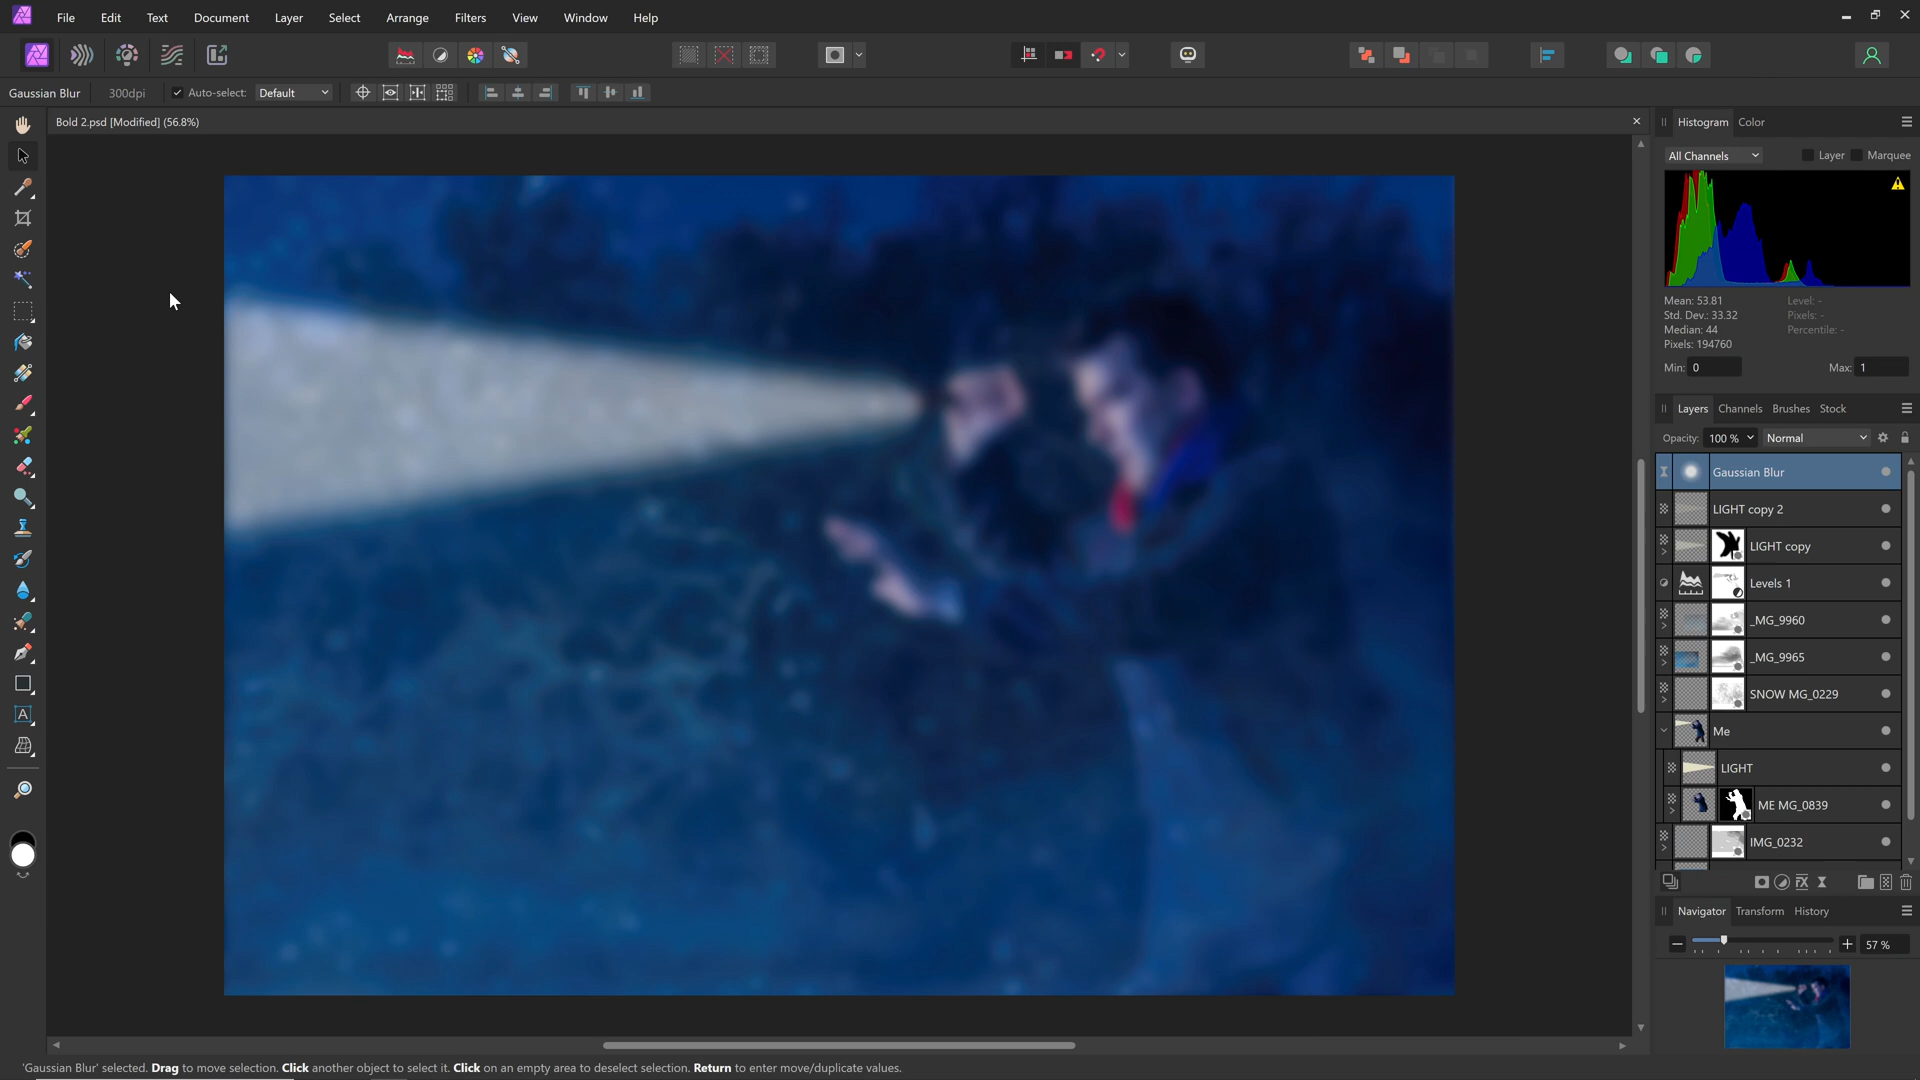 File Edit Text Document Layer Select Arrange Filters View Window Help
Gaussian Blur 300dpi Auto-select: Default
Bold 2.psd [Modified] (56.8%)
Histogram Color
All Channels Layer Marquee
Mean: 53.81 Level: -
Std. Dev.: 33.32 Pixels: -
Median: 44 Percentile: -
Pixels: 194760
Min: 0 Max: 1
Layers Channels Brushes Stock
Opacity: 100 % Normal
Gaussian Blur
LIGHT copy 2
LIGHT copy
Levels 1
_MG_9960
_MG_9965
SNOW MG_0229
Me
LIGHT
ME MG_0839
IMG_0232
Navigator Transform History
57 %
'Gaussian Blur' selected. Drag to move selection. Click another object to select it. Click on an empty area to deselect selection. Return to enter move/duplicate values.